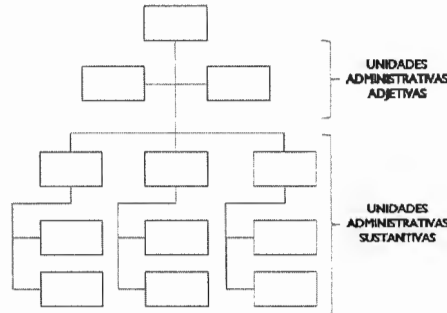 UNIDADES
ADMINISTRATIVAS
ADJETIVAS
UNIDADES
ADMINISTRATIVAS
SUSTANTIVAS